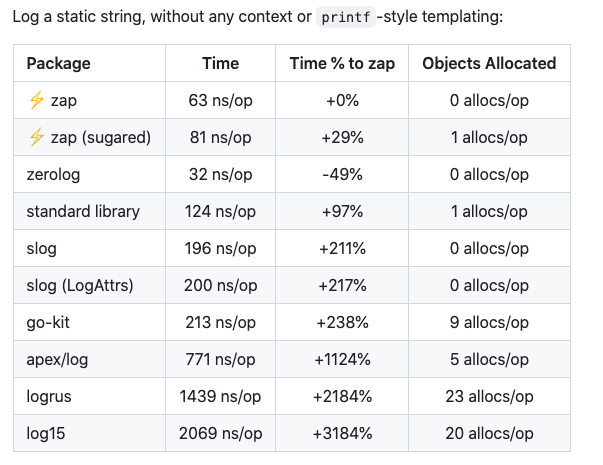 Log a static string, without any context or printf -style templating:
Package Time Time % to zap Objects Allocated
⚡ zap 63 ns/op +0% 0 allocs/op
⚡ zap (sugared) 81 ns/op +29% 1 allocs/op
zerolog 32 ns/op -49% 0 allocs/op
standard library 124 ns/op +97% 1 allocs/op
slog 196 ns/op +211% 0 allocs/op
slog (LogAttrs) 200 ns/op +217% 0 allocs/op
go-kit 213 ns/op +238% 9 allocs/op
apex/log 771 ns/op +1124% 5 allocs/op
logrus 1439 ns/op +2184% 23 allocs/op
log15 2069 ns/op +3184% 20 allocs/op